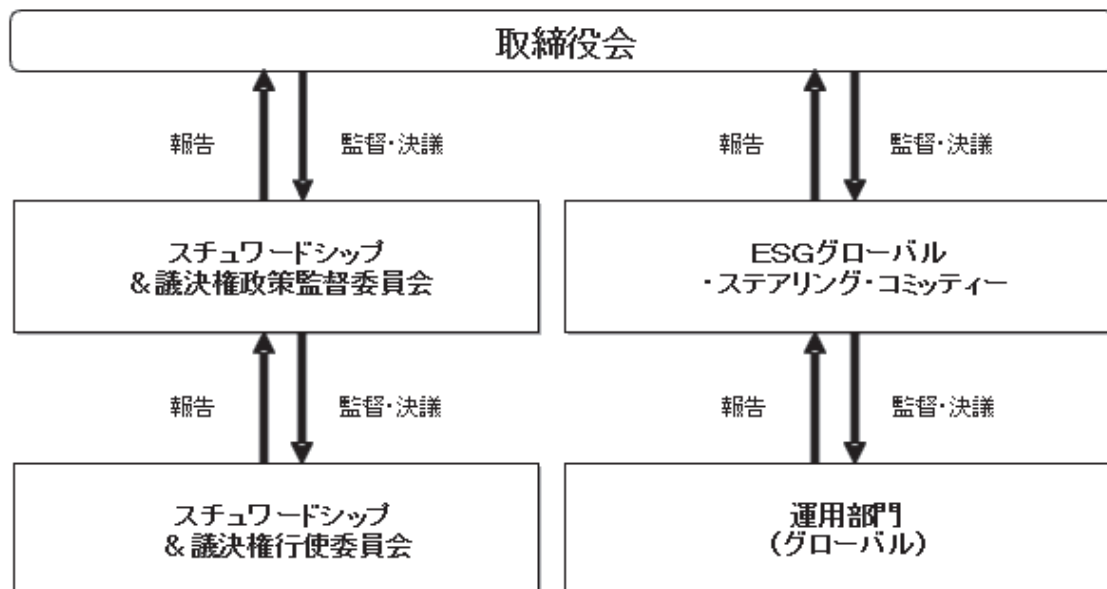 取締役会
報告
監督・決議
報告
監督・決議
スチュワードシップ
&議決権政策監督委員会
ESGグローバル
・ステアリング・コミッティー
報告
監督・決議
報告
監督・決議
スチュワードシップ
&議決権行使委員会
運用部門
(グローバル)